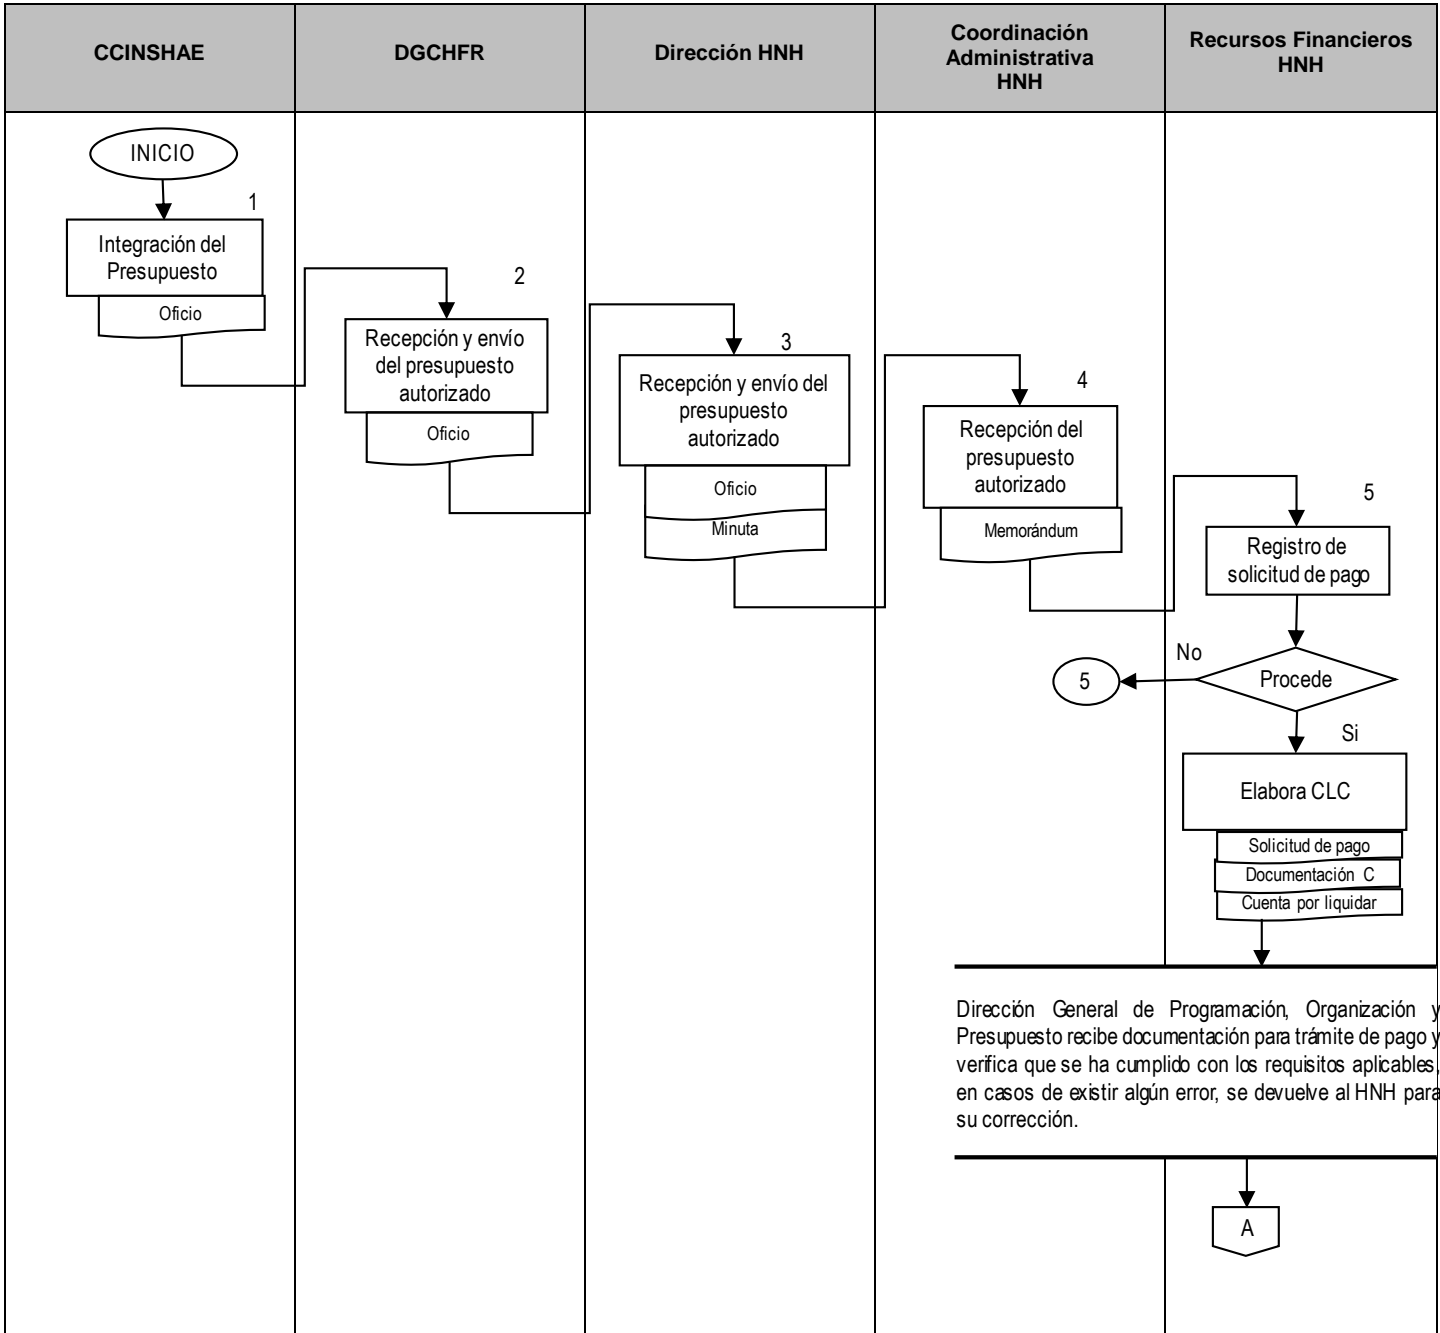 CCINSHAE
DGCHFR
Dirección HNH
Coordinación
Administrativa
HNH
Recursos Financieros
HNH
INICIO
1
Integración del
Presupuesto
Oficio
2
Recepción y envío
del presupuesto
autorizado
Oficio
3
Recepción y envío del
presupuesto
autorizado
Oficio
Minuta
4
Recepción del
presupuesto
autorizado
Memorándum
5
Registro de
solicitud de pago
No
5
Procede
Si
Elabora CLC
Solicitud de pago
Documentación C
Cuenta por liquidar
Dirección General de Programación, Organización y
Presupuesto recibe documentación para trámite de pago y
verifica que se ha cumplido con los requisitos aplicables,
en casos de existir algún error, se devuelve al HNH para
su corrección.
A